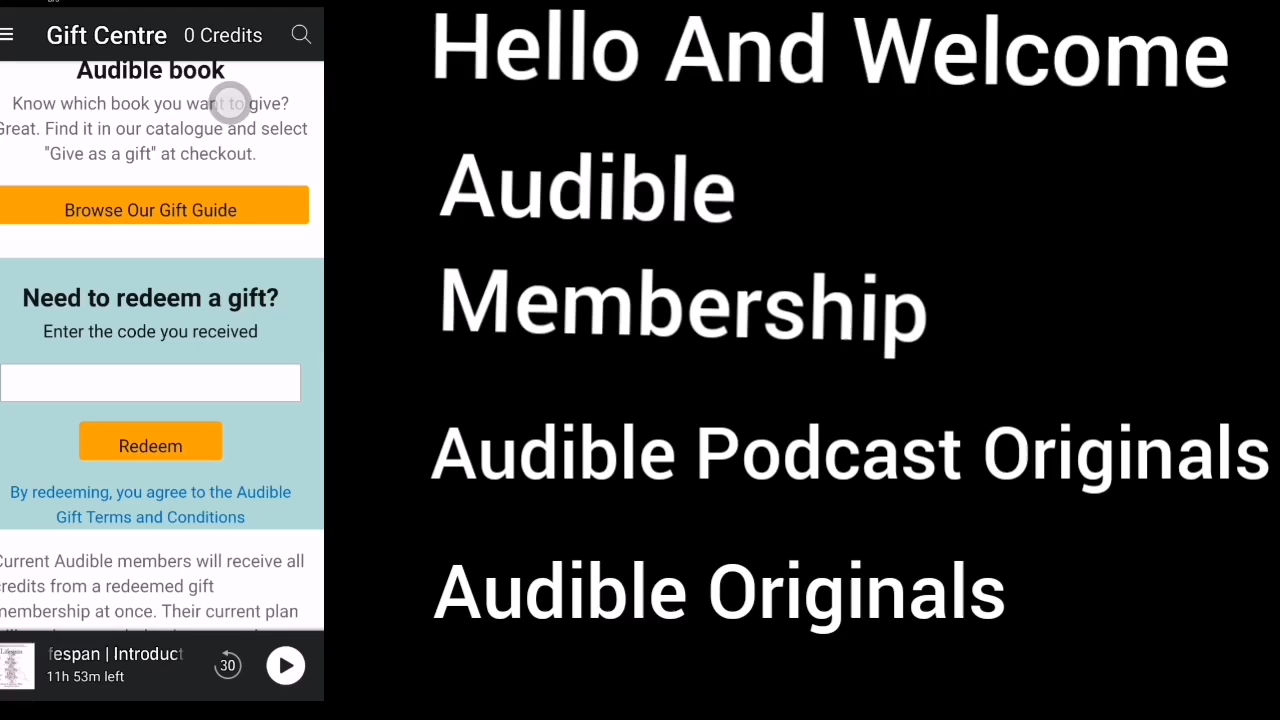 Gift Centre 0 Credits
Audible book
Know which book you want to give?
Great. Find it in our catalogue and select
"Give as a gift" at checkout.
Browse Our Gift Guide
Need to redeem a gift?
Enter the code you received
Redeem
By redeeming, you agree to the Audible
Gift Terms and Conditions
Current Audible members will receive all
credits from a redeemed gift
membership at once. Their current plan
fespan | Introduct
30
11h 53m left
Hello And Welcome
Audible
Membership
Audible Podcast Originals
Audible Originals